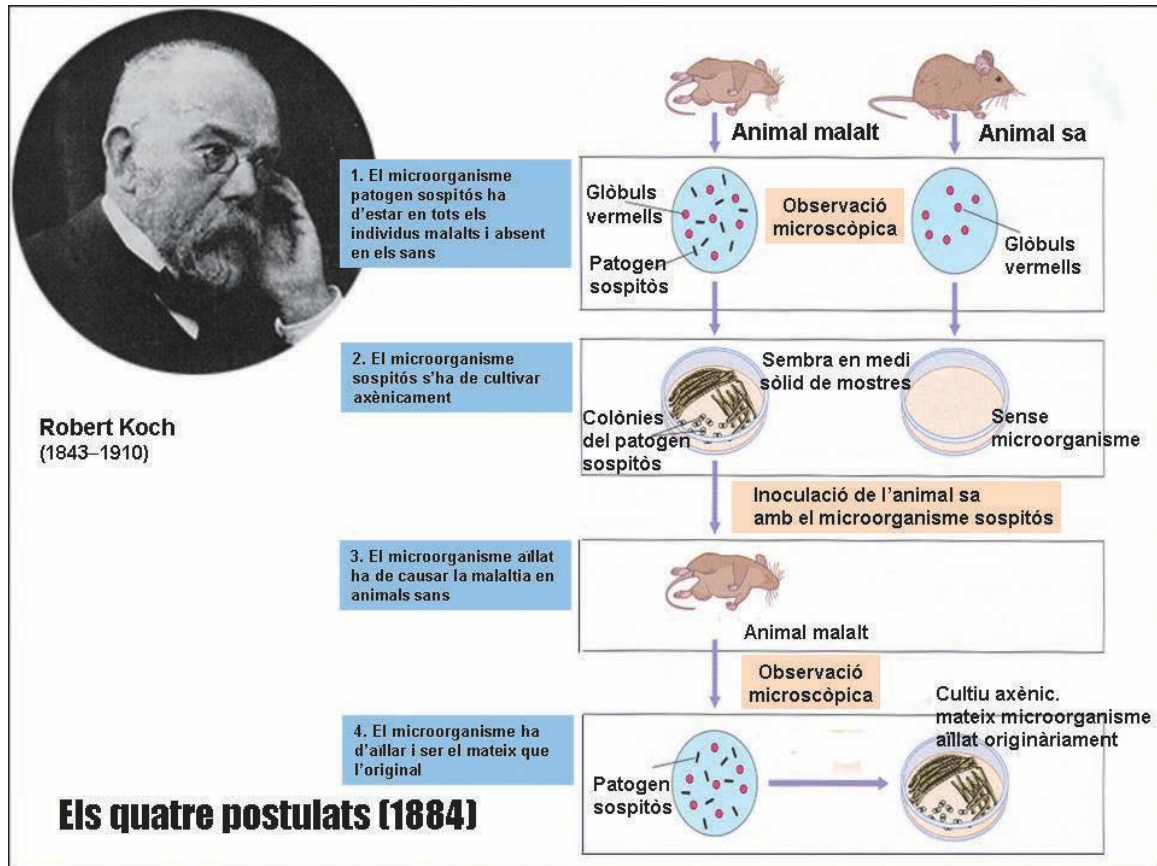 Animal malalt
Animal sa
1. El microorganisme
patogen sospitós ha
d'estar en tots els
individus malalts i absent
en els sans
Glòbuls
vermells
Patogen
sospitòs
Observació
microscòpica
Glòbuls
vermells
2. El microorganisme
sospitós s'ha de cultivar
axènicament
Sembra en medi
sòlid de mostres
Colònies
del patogen
sospitòs
Sense
microorganisme
Robert Koch
(1843–1910)
Inoculació de l'animal sa
amb el microorganisme sospitós
3. El microorganisme aïllat
ha de causar la malaltia en
animals sans
Animal malalt
Observació
microscòpica
4. El microorganisme ha
d'aïllar i ser el mateix que
l'original
Patogen
sospitòs
Cultiu axènic.
mateix microorganisme
aïllat originàriament
Els quatre postulats (1884)